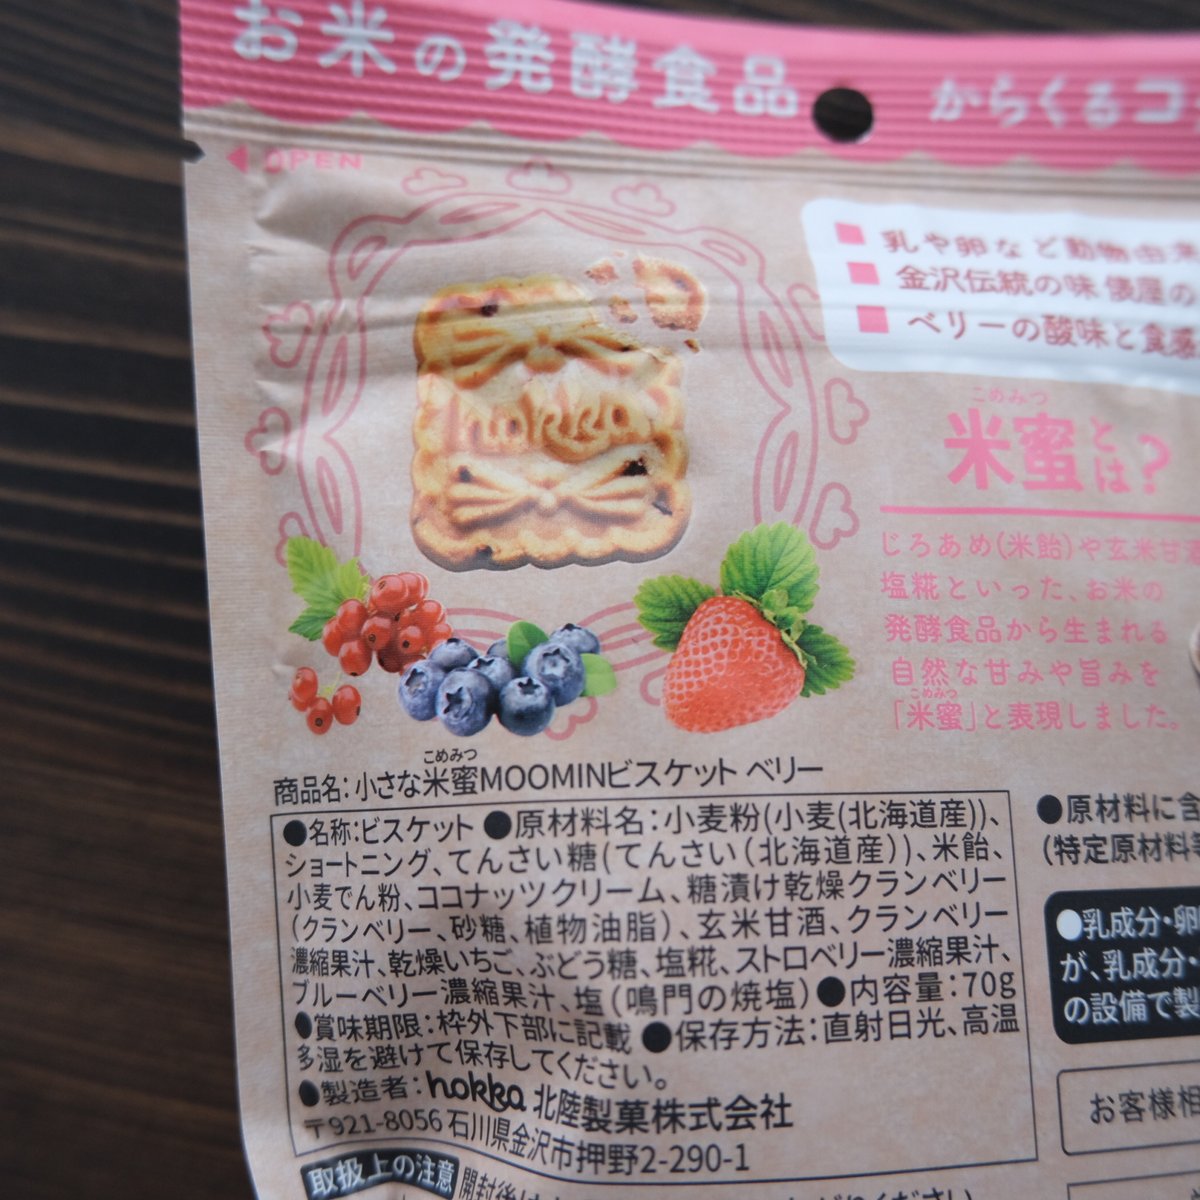 お米の発酵食品 からくるコ
OPEN
■ 乳や卵など動物由来
■ 金沢伝統の味 俵屋の
■ ベリーの酸味と食感
hokka
こめみつ
米蜜とは?
じろあめ(米飴)や玄米甘酒
塩糀といった、お米の
発酵食品から生まれる
自然な甘みや旨みを
こめみつ
「米蜜」と表現しました。
こめみつ
商品名:小さな米蜜MOOMINビスケット ベリー
●名称:ビスケット ●原材料名:小麦粉(小麦(北海道産))、
ショートニング、てんさい糖(てんさい(北海道産))、米飴、
小麦でん粉、ココナッツクリーム、糖漬け乾燥クランベリー
(クランベリー、砂糖、植物油脂)、玄米甘酒、クランベリー
濃縮果汁、乾燥いちご、ぶどう糖、塩糀、ストロベリー濃縮果汁、
ブルーベリー濃縮果汁、塩(鳴門の焼塩) ●内容量:70g
●賞味期限:枠外下部に記載 ●保存方法:直射日光、高温
多湿を避けて保存してください。
●製造者:hokka 北陸製菓株式会社
〒921-8056 石川県金沢市押野2-290-1
●原材料に含
(特定原材料等
●乳成分・卵
が、乳成分・
の設備で製
お客様相
取扱上の注意 開封後は